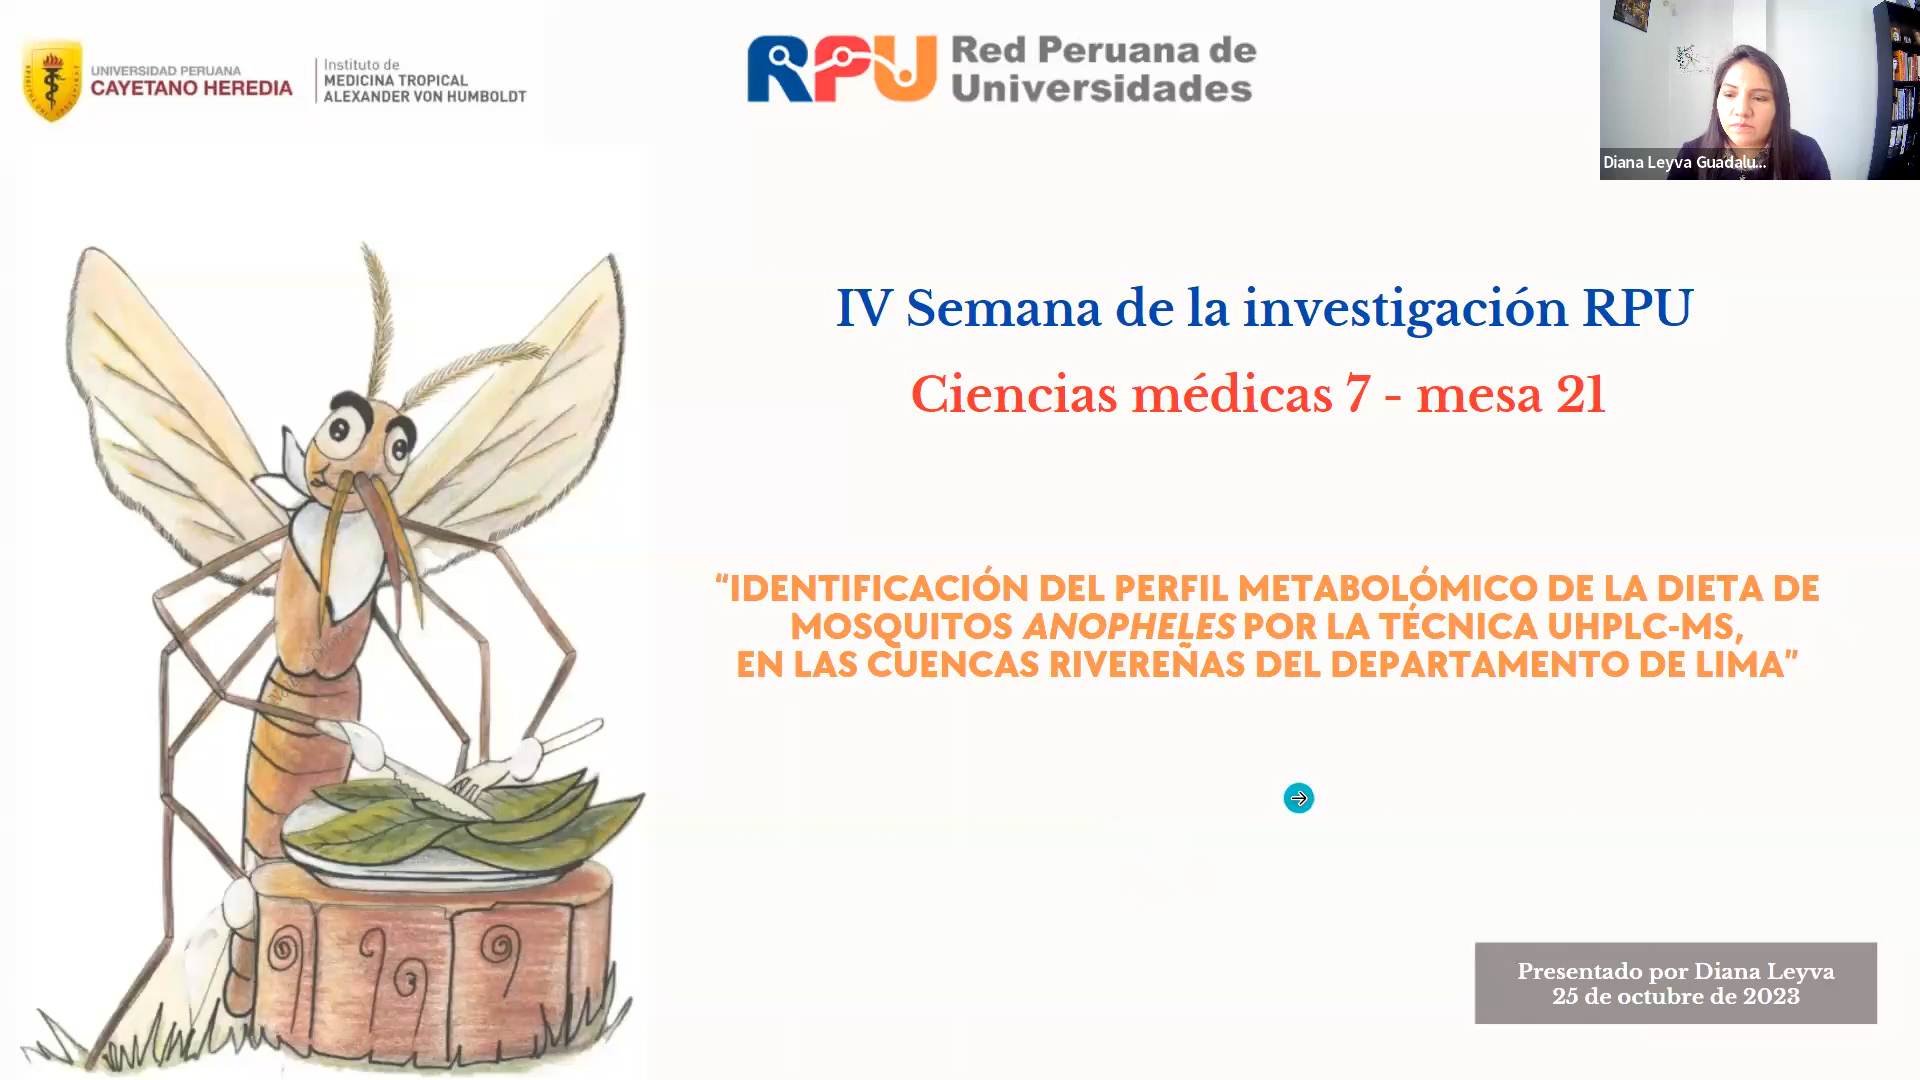 UNIVERSIDAD PERUANA
CAYETANO HEREDIA
Instituto de
MEDICINA TROPICAL
ALEXANDER VON HUMBOLDT
RPU
Red Peruana de
Universidades
Diana Leyva Guadalu...
IV Semana de la investigación RPU
Ciencias médicas 7 - mesa 21
"IDENTIFICACIÓN DEL PERFIL METABOLÓMICO DE LA DIETA DE
MOSQUITOS ANOPHELES POR LA TÉCNICA UHPLC-MS,
EN LAS CUENCAS RIVEREÑAS DEL DEPARTAMENTO DE LIMA"
Presentado por Diana Leyva
25 de octubre de 2023